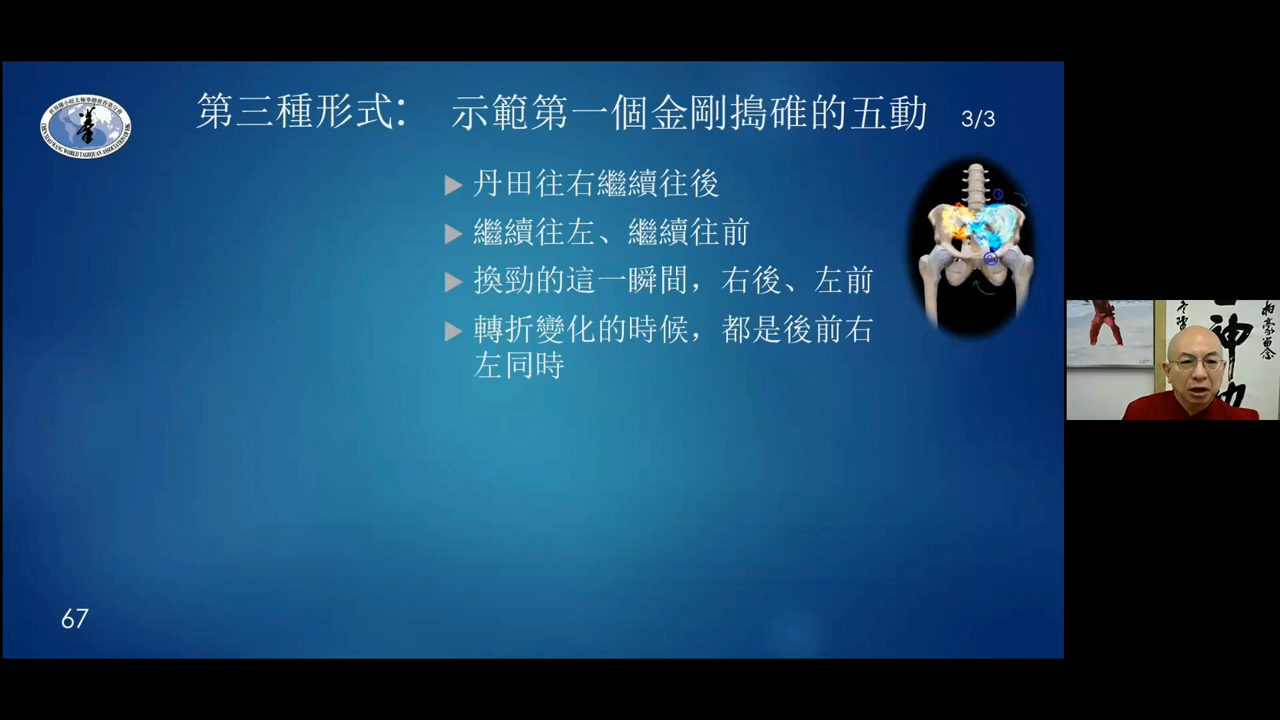 第三種形式： 示範第一個金剛搗碓的五動 3/3
丹田往右繼續往後
繼續往左、繼續往前
換勁的這一瞬間，右後、左前
轉折變化的時候，都是後前右
左同時
67
神
功